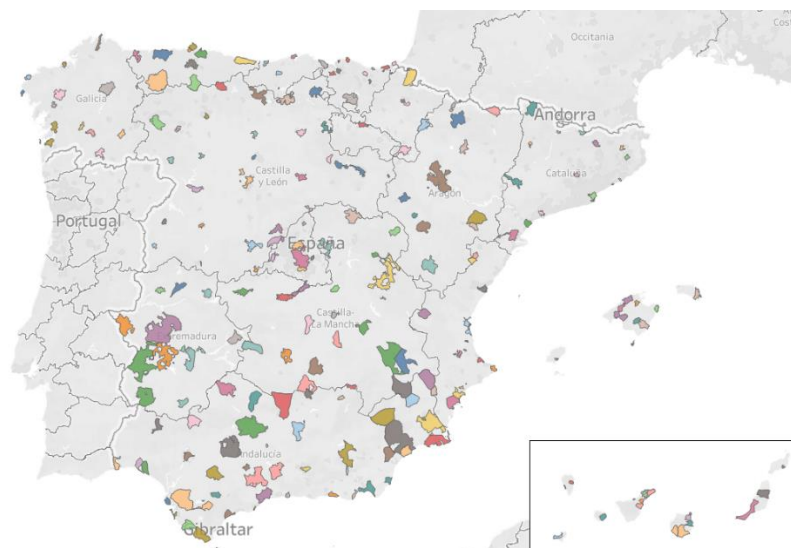 Occitania
Galicia
Andorra
Cataluña
Castilla
y León
Aragón
Portugal
España
Castilla-
La Mancha
Extremadura
Andalucía
Gibraltar